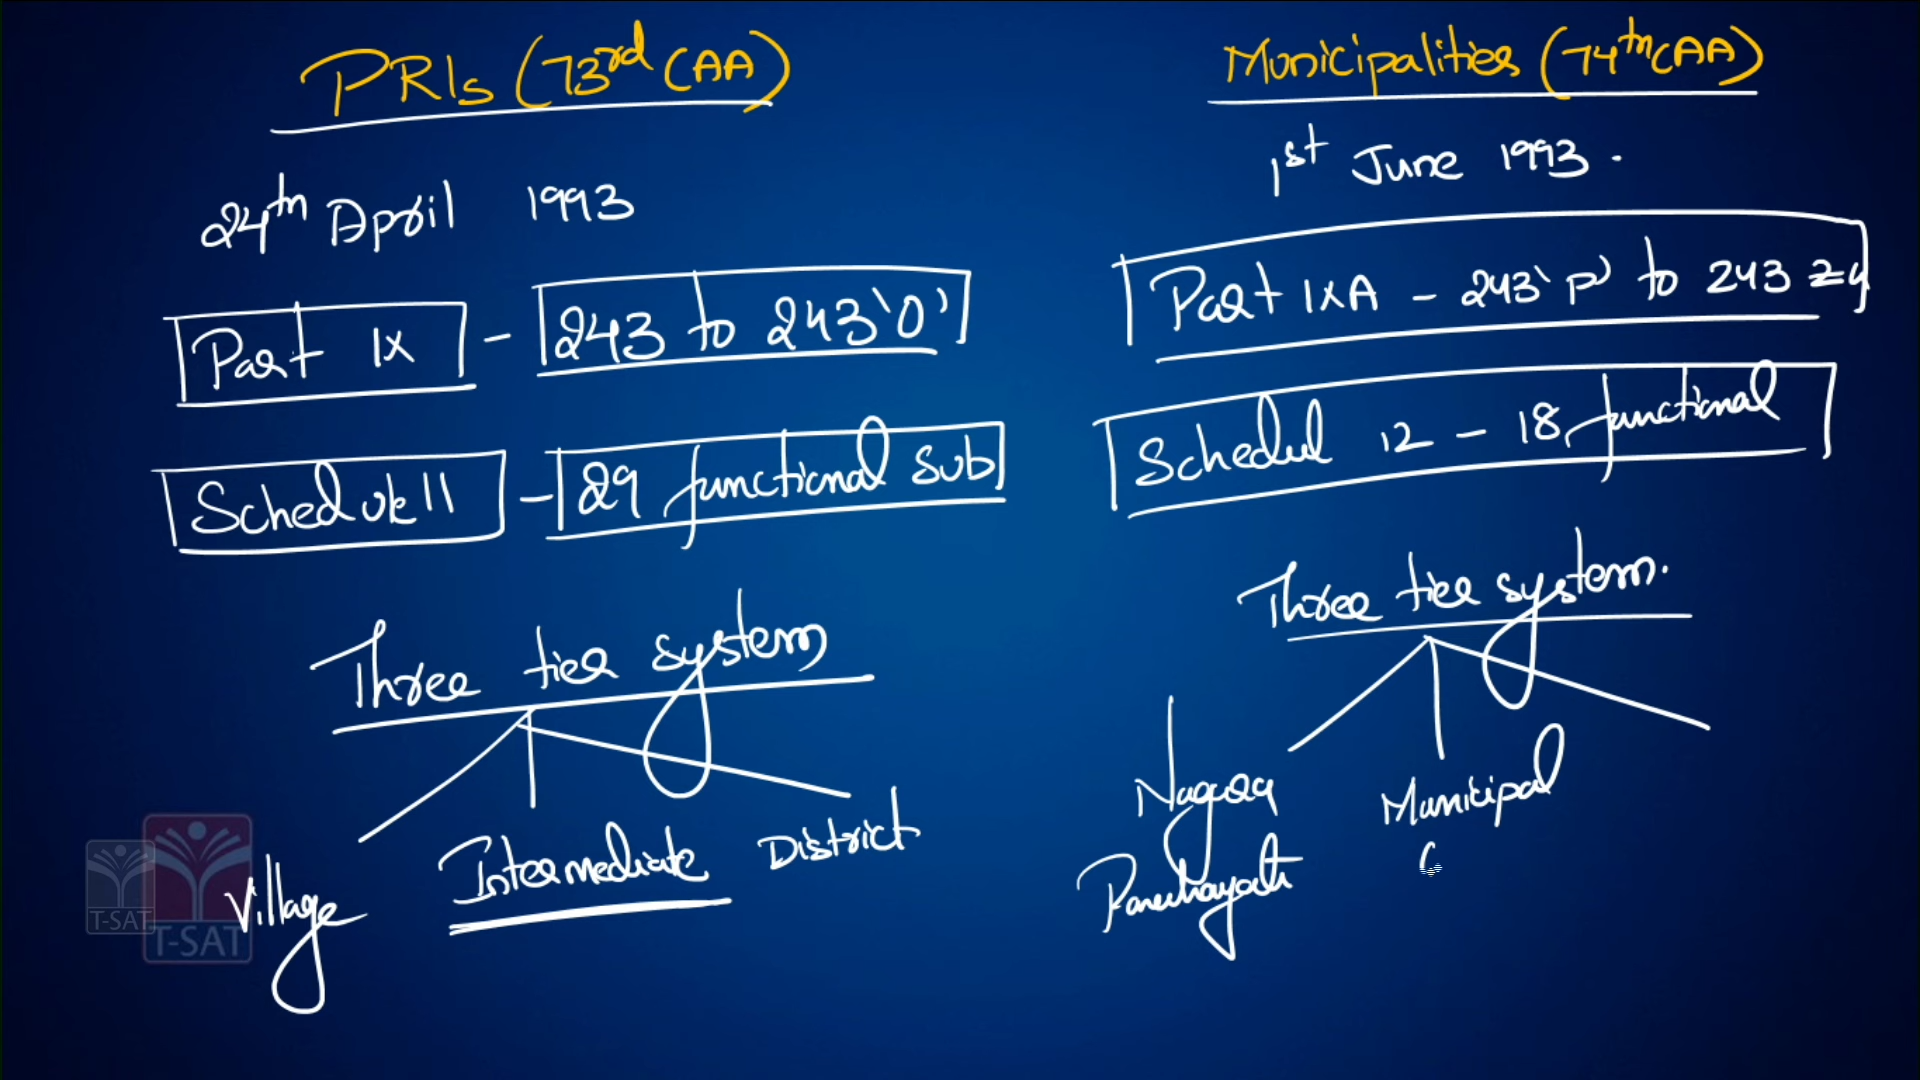 PRIs (73rd CAA)
24th April 1993
Part IX - 243 to 243 'O'
Schedule 11 - 29 functional sub
Three tier system
Village Intermediate District
Municipalities (74th CAA)
1st June 1993.
Part IXA - 243 'P' to 243 ZG
Schedul 12 - 18 functional
Three tier system.
Nagar Municipal
Panchayati C
T-SAT
T-SAT